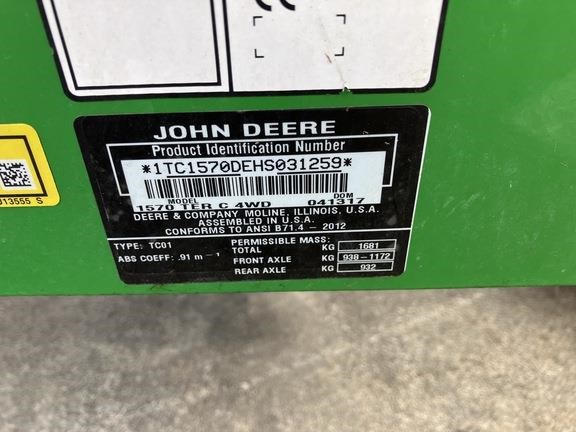 CE
313555 S
JOHN DEERE
Product Identification Number
*1TC1570DEHS031259*
MODEL DOM
1570 TER C 4WD 041317
DEERE & COMPANY MOLINE, ILLINOIS, U.S.A.
ASSEMBLED IN U.S.A.
CONFORMS TO ANSI B71.4 - 2012
TYPE: TC01 PERMISSIBLE MASS:
TOTAL KG 1681
ABS COEFF: .91 m-1 FRONT AXLE KG 938-1172
REAR AXLE KG 932